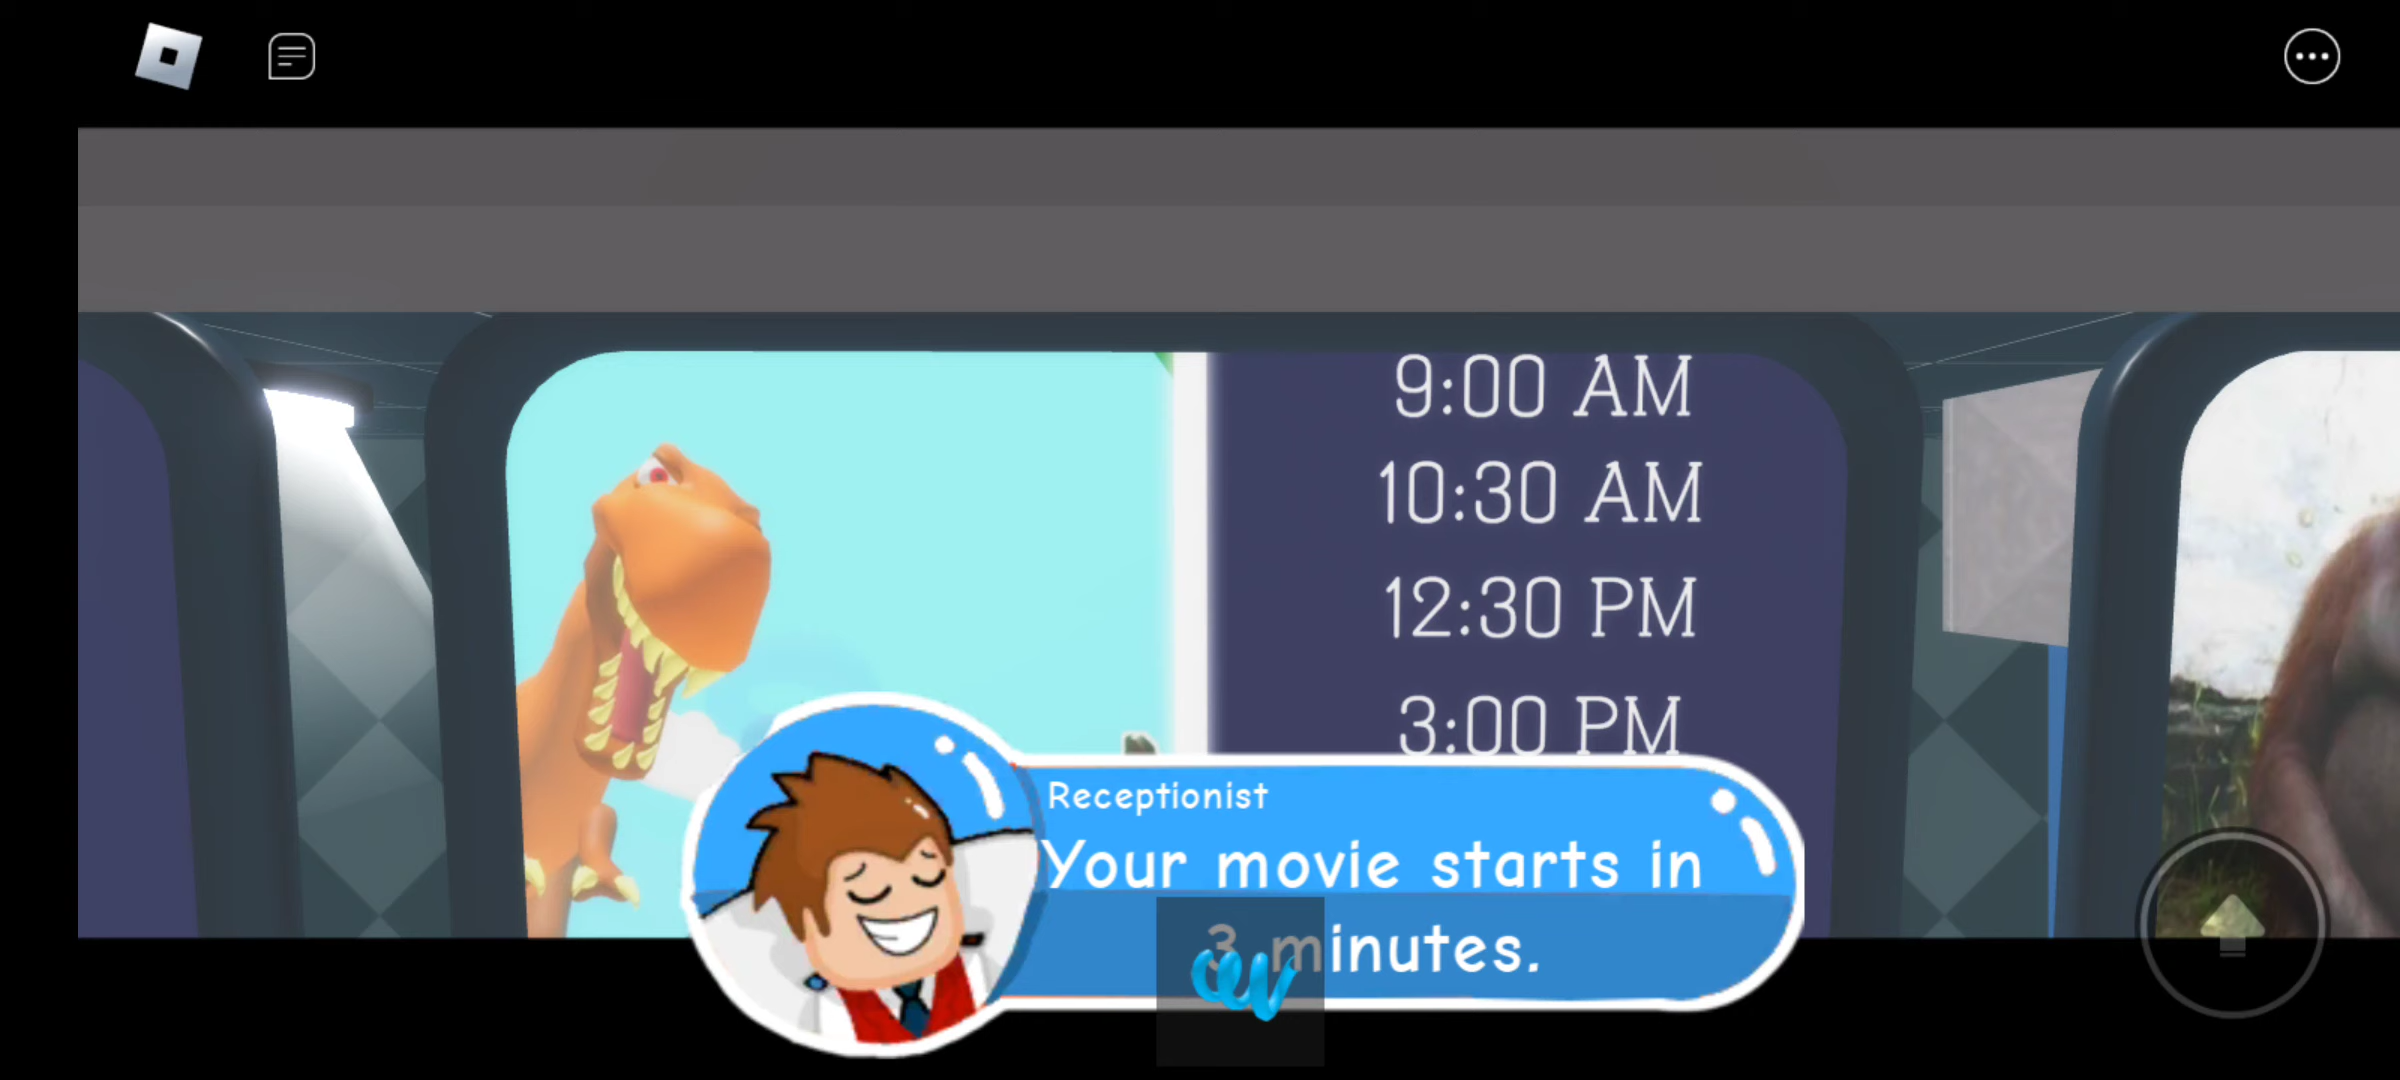 9:00 AM
10:30 AM
12:30 PM
3:00 PM
Receptionist
Your movie starts in
3 minutes.